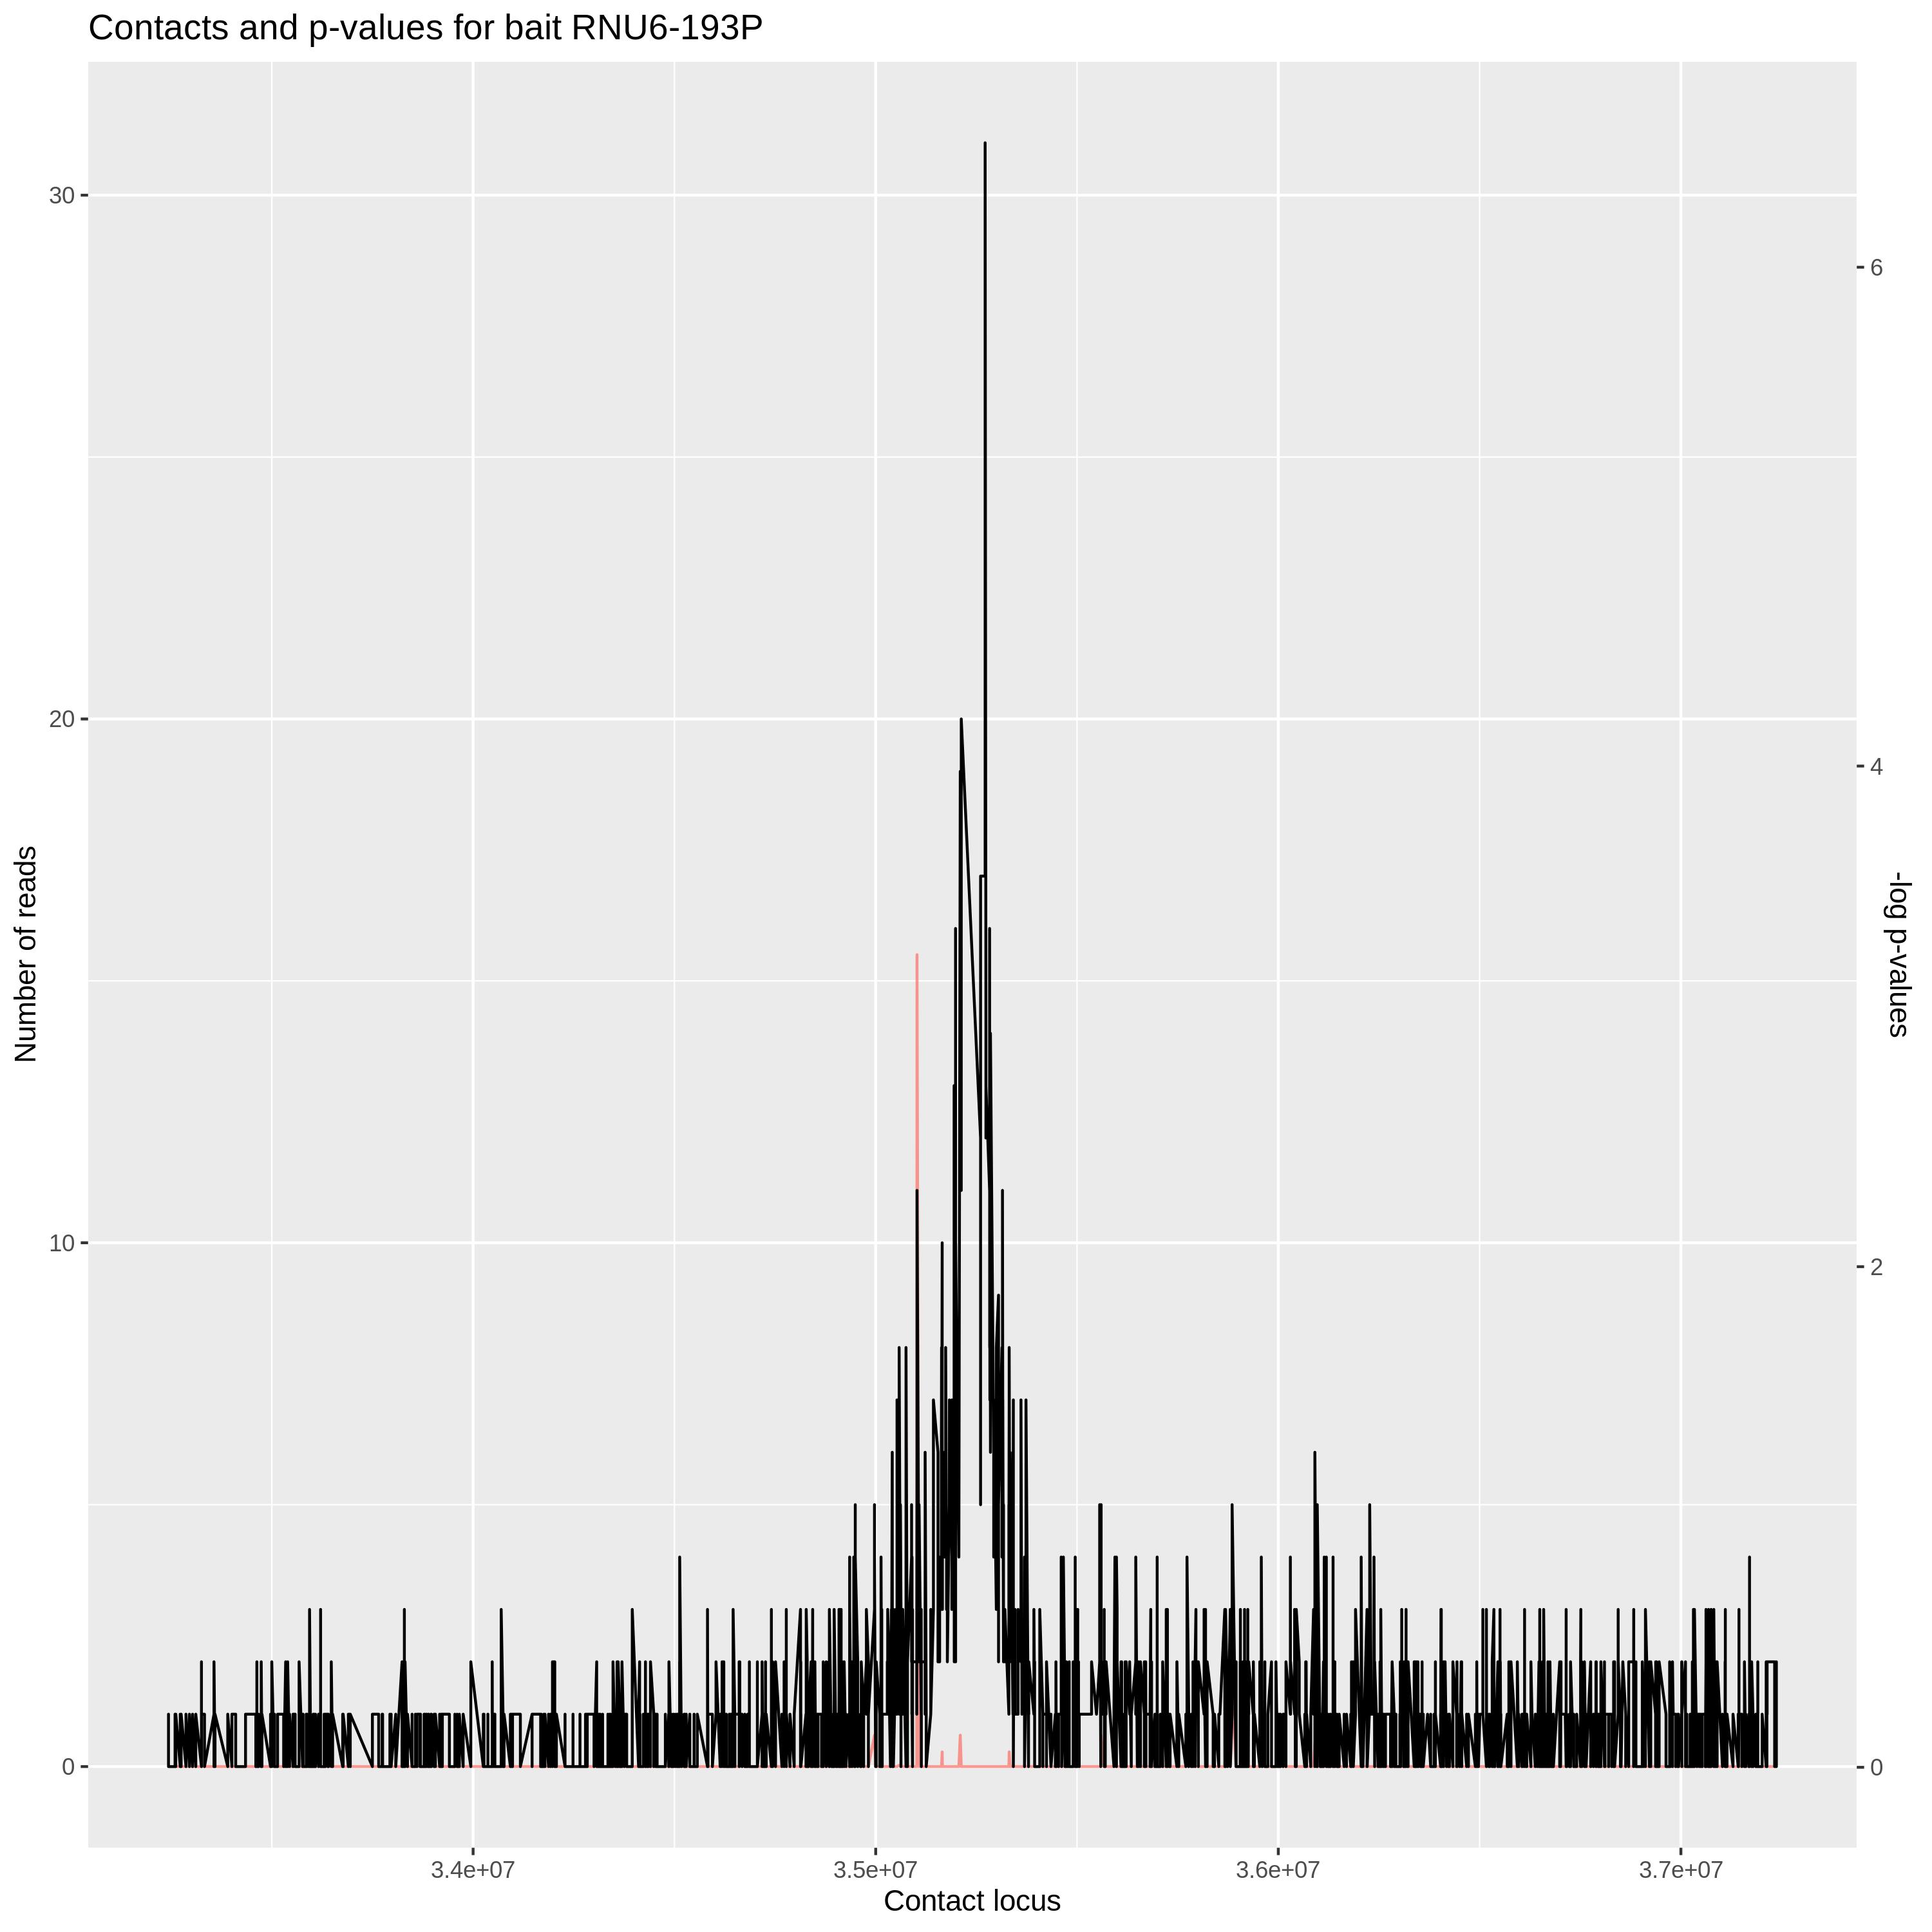 Contacts and p-values for bait RNU6-193P
30
20
10
0
Number of reads
6
4
2
0
-log p-values
3.4e+07 3.5e+07 3.6e+07 3.7e+07
Contact locus